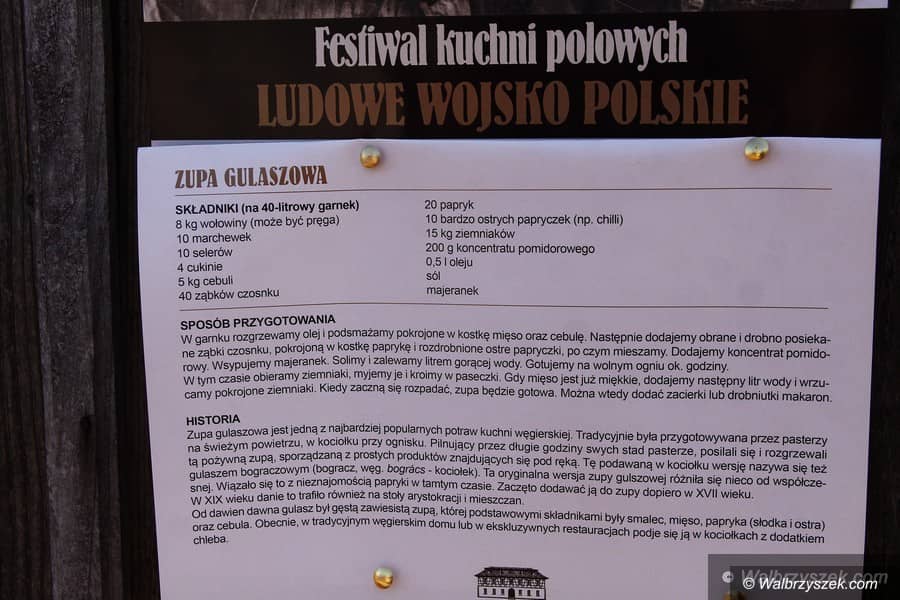 Festiwal kuchni polowych
LUDOWE WOJSKO POLSKIE
ZUPA GULASZOWA
SKŁADNIKI (na 40-litrowy garnek)
8 kg wołowiny (może być pręga)
10 marchewek
10 selerów
4 cukinie
5 kg cebuli
40 ząbków czosnku
20 papryk
10 bardzo ostrych papryczek (np. chilli)
15 kg ziemniaków
200 g koncentratu pomidorowego
0,5 l oleju
sól
majeranek
SPOSÓB PRZYGOTOWANIA
W garnku rozgrzewamy olej i podsmażamy pokrojone w kostkę mięso oraz cebulę. Następnie dodajemy obrane i drobno posieka-
ne ząbki czosnku, pokrojoną w kostkę paprykę i rozdrobnione ostre papryczki, po czym mieszamy. Dodajemy koncentrat pomido-
rowy. Wsypujemy majeranek. Solimy i zalewamy litrem gorącej wody. Gotujemy na wolnym ogniu ok. godziny.
W tym czasie obieramy ziemniaki, myjemy je i kroimy w paseczki. Gdy mięso jest już miękkie, dodajemy następny litr wody i wrzu-
camy pokrojone ziemniaki. Kiedy zaczną się rozpadać, zupa będzie gotowa. Można wtedy dodać zacierki lub drobniutki makaron.
HISTORIA
Zupa gulaszowa jest jedną z najbardziej popularnych potraw kuchni węgierskiej. Tradycyjnie była przygotowywana przez pasterzy
na świeżym powietrzu, w kociołku przy ognisku. Pilnujący przez długie godziny swych stad pasterze, posilali się i rozgrzewali
tą pożywną zupą, sporządzaną z prostych produktów znajdujących się pod ręką. Tę podawaną w kociołku wersję nazywa się też
gulaszem bograczowym (bogracz, węg. bogrács - kociołek). Ta oryginalna wersja zupy gulszowej różniła się nieco od współcze-
snej. Wiązało się to z nieznajomością papryki w tamtym czasie. Zaczęto dodawać ją do zupy dopiero w XVII wieku.
W XIX wieku danie to trafiło również na stoły arystokracji i mieszczan.
Od dawien dawna gulasz był gęstą zawiesistą zupą, której podstawowymi składnikami były smalec, mięso, papryka (słodka i ostra)
oraz cebula. Obecnie, w tradycyjnym węgierskim domu lub w ekskluzywnych restauracjach podje się ją w kociołkach z dodatkiem
chleba.
Walbrzyszek.com
© Walbrzyszek.com